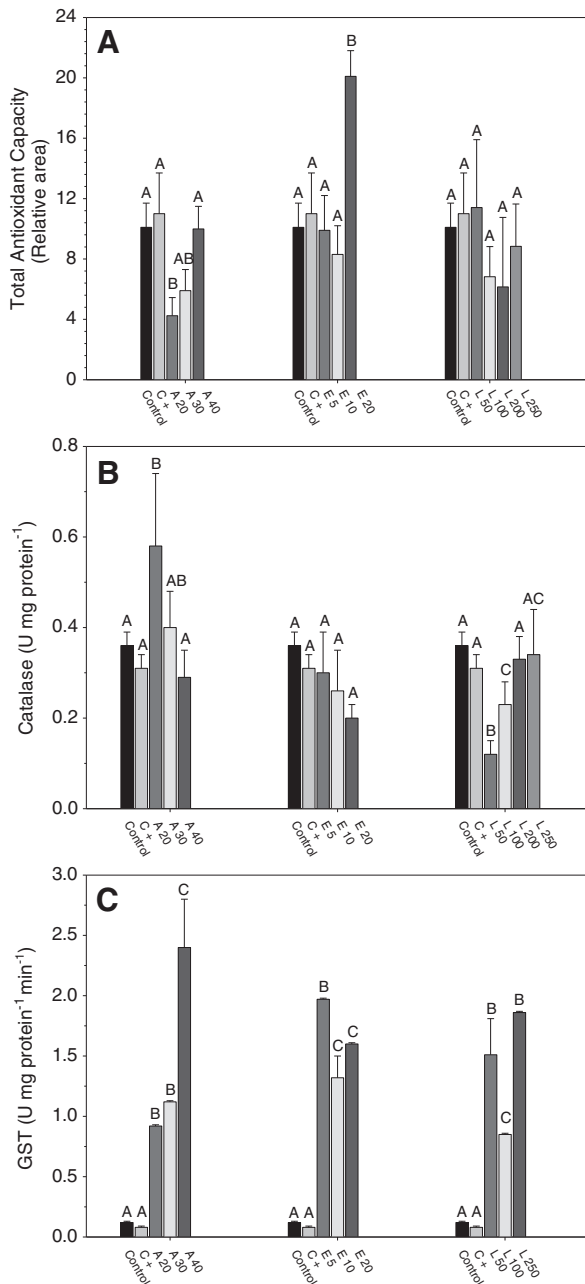 A
Total Antioxidant Capacity
(Relative area)
24
20
16
12
8
4
0
A A B AB A
A A A A B
A A A A A A
Control C + A 20 A 30 A 40
Control C + E 5 E 10 E 20
Control C + L 50 L 100 L 200 L 250
B
Catalase (U mg protein⁻¹)
0.8
0.6
0.4
0.2
0.0
A A B AB A
A A A A A
A A B C A AC
Control C + A 20 A 30 A 40
Control C + E 5 E 10 E 20
Control C + L 50 L 100 L 200 L 250
C
GST (U mg protein⁻¹ min⁻¹)
3.0
2.5
2.0
1.5
1.0
0.5
0.0
A A B B C
A A B C C
A A B C B
Control C + A 20 A 30 A 40
Control C + E 5 E 10 E 20
Control C + L 50 L 100 L 250